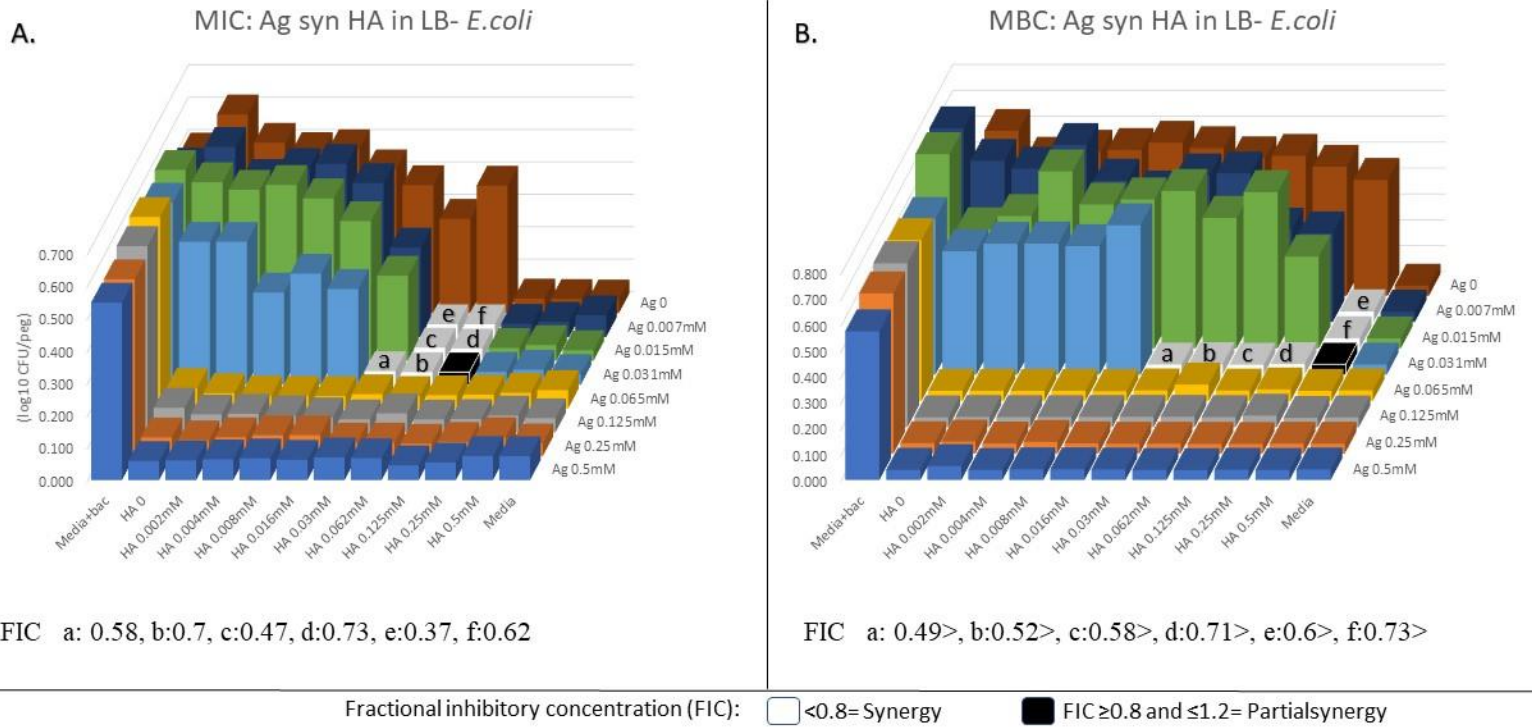 A.
MIC: Ag syn HA in LB- E.coli
0.700
0.600
0.500
0.400
0.300
0.200
0.100
0.000
(log10 CFU/peg)
e f
c d
a b
Ag 0
Ag 0.007mM
Ag 0.015mM
Ag 0.031mM
Ag 0.065mM
Ag 0.125mM
Ag 0.25mM
Ag 0.5mM
Media+bac
HA 0
HA 0.002mM
HA 0.004mM
HA 0.008mM
HA 0.016mM
HA 0.03mM
HA 0.062mM
HA 0.125mM
HA 0.25mM
HA 0.5mM
Media
FIC a: 0.58, b:0.7, c:0.47, d:0.73, e:0.37, f:0.62
B.
MBC: Ag syn HA in LB- E.coli
0.800
0.700
0.600
0.500
0.400
0.300
0.200
0.100
0.000
e
f
a b c d
Ag 0
Ag 0.007mM
Ag 0.015mM
Ag 0.031mM
Ag 0.065mM
Ag 0.125mM
Ag 0.25mM
Ag 0.5mM
Media+bac
HA 0
HA 0.002mM
HA 0.004mM
HA 0.008mM
HA 0.016mM
HA 0.03mM
HA 0.062mM
HA 0.125mM
HA 0.25mM
HA 0.5mM
Media
FIC a: 0.49>, b:0.52>, c:0.58>, d:0.71>, e:0.6>, f:0.73>
Fractional inhibitory concentration (FIC): <0.8= Synergy FIC ≥0.8 and ≤1.2= Partialsynergy